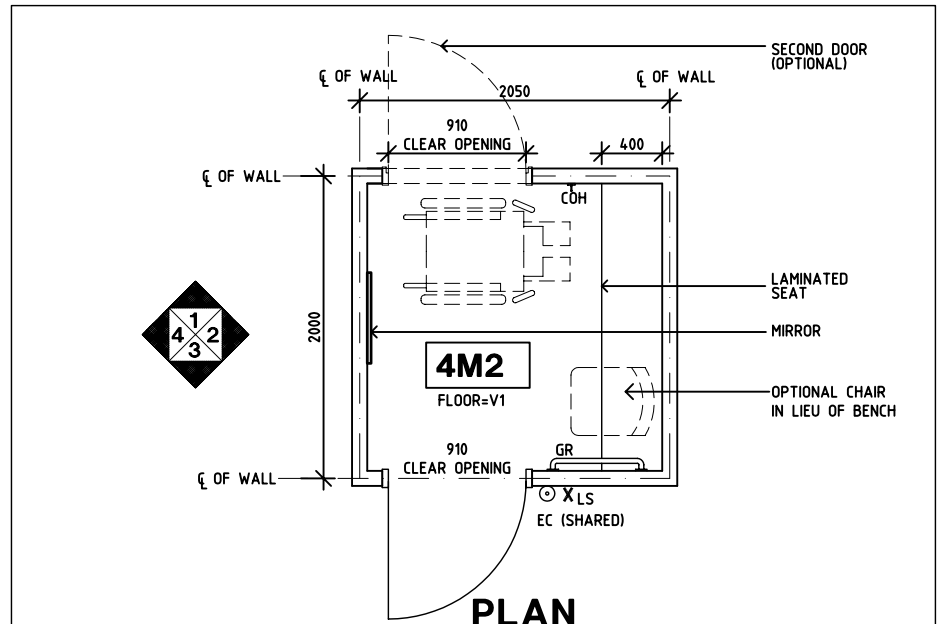 SECOND DOOR
(OPTIONAL)
℄ OF WALL
℄ OF WALL
2050
910
CLEAR OPENING
400
℄ OF WALL
COH
1
4 2
3
2000
LAMINATED
SEAT
MIRROR
4M2
FLOOR=V1
OPTIONAL CHAIR
IN LIEU OF BENCH
910
CLEAR OPENING
GR
℄ OF WALL
X LS
EC (SHARED)
PLAN